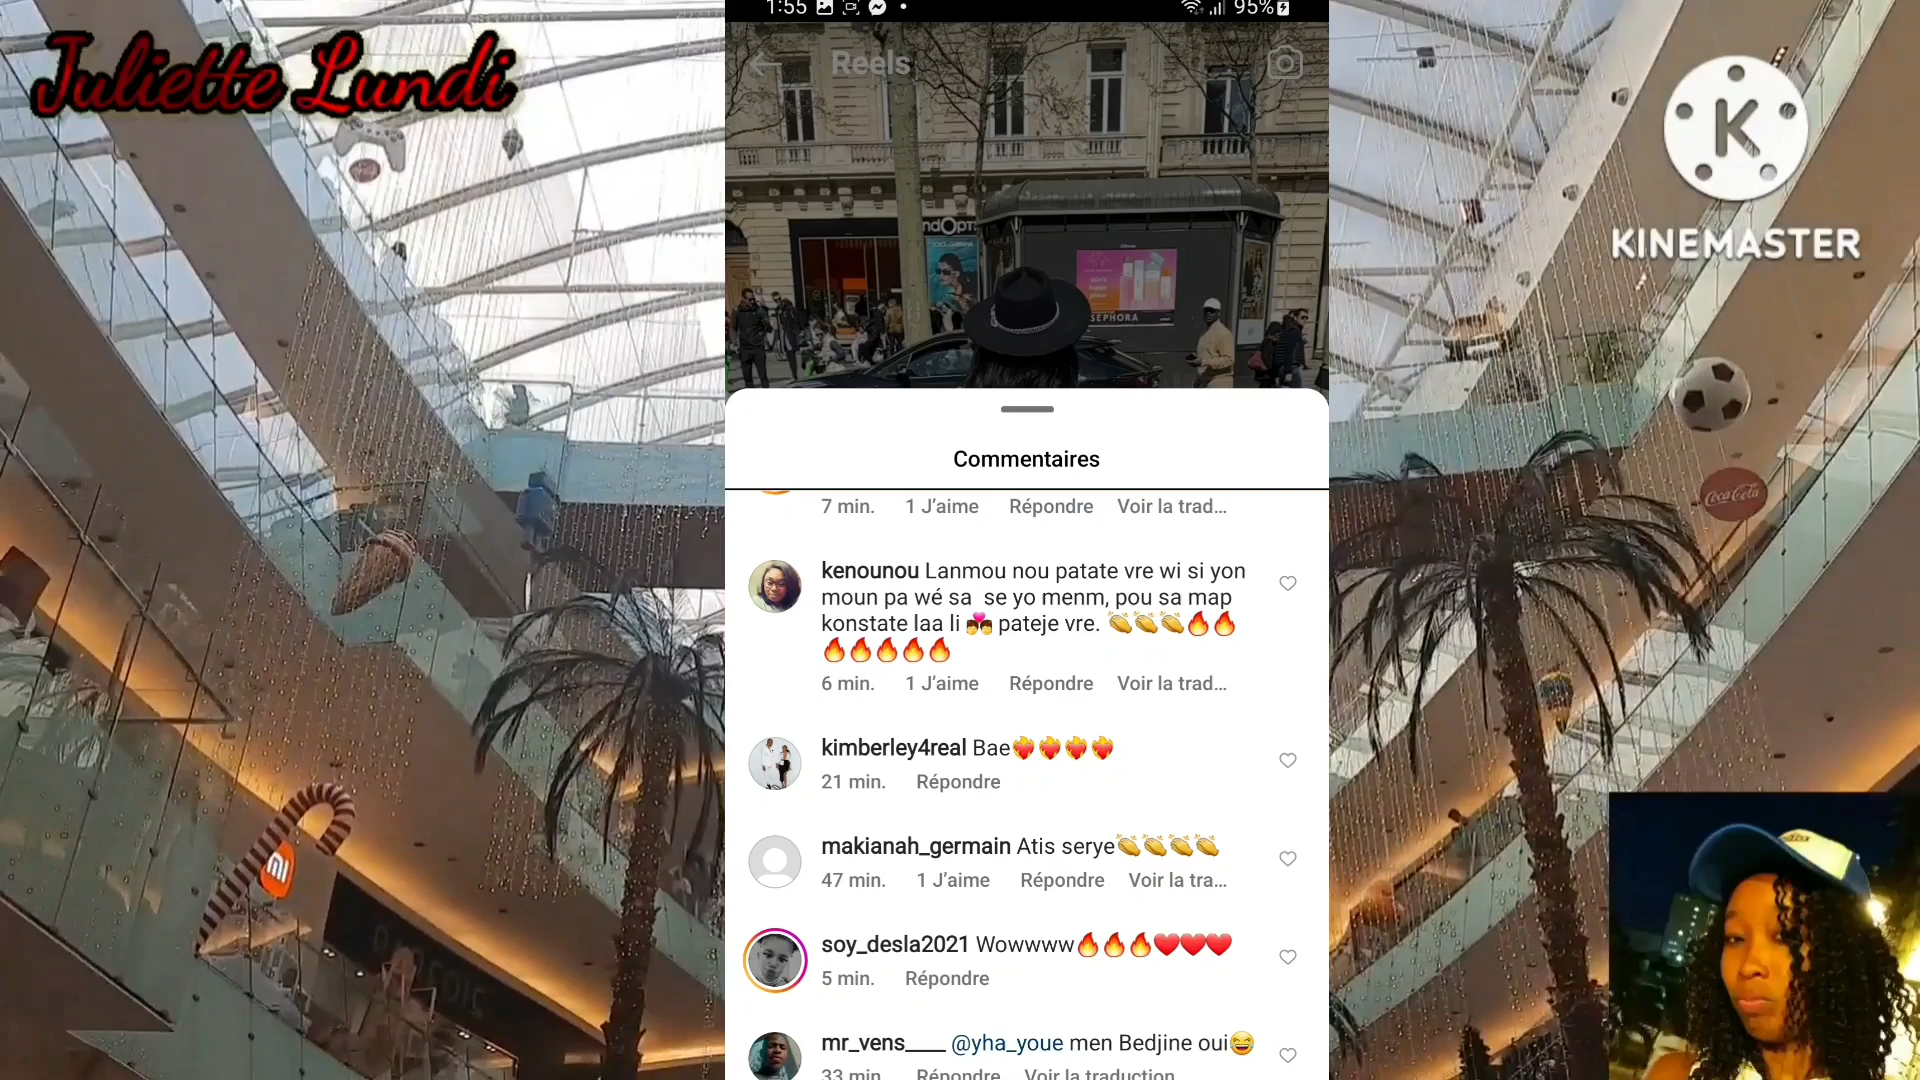 Juliette Lundi
1:55
95%
Reels
KINEMASTER
SEPHORA
Coca-Cola
Commentaires
7 min. 1 J’aime Répondre Voir la trad...
kenounou Lanmou nou patate vre wi si yon
moun pa wé sa se yo menm, pou sa map
konstate laa li 💏 pateje vre. 👏👏👏🔥🔥
🔥🔥🔥🔥🔥
6 min. 1 J’aime Répondre Voir la trad...
kimberley4real Bae❤️‍🔥❤️‍🔥❤️‍🔥❤️‍🔥
21 min. Répondre
makianah_germain Atis serye👏👏👏👏
47 min. 1 J’aime Répondre Voir la tra...
soy_desla2021 Wowwww🔥🔥🔥❤️❤️❤️
5 min. Répondre
mr_vens____ @yha_youe men Bedjine oui😂
33 min. Répondre Voir la traduction